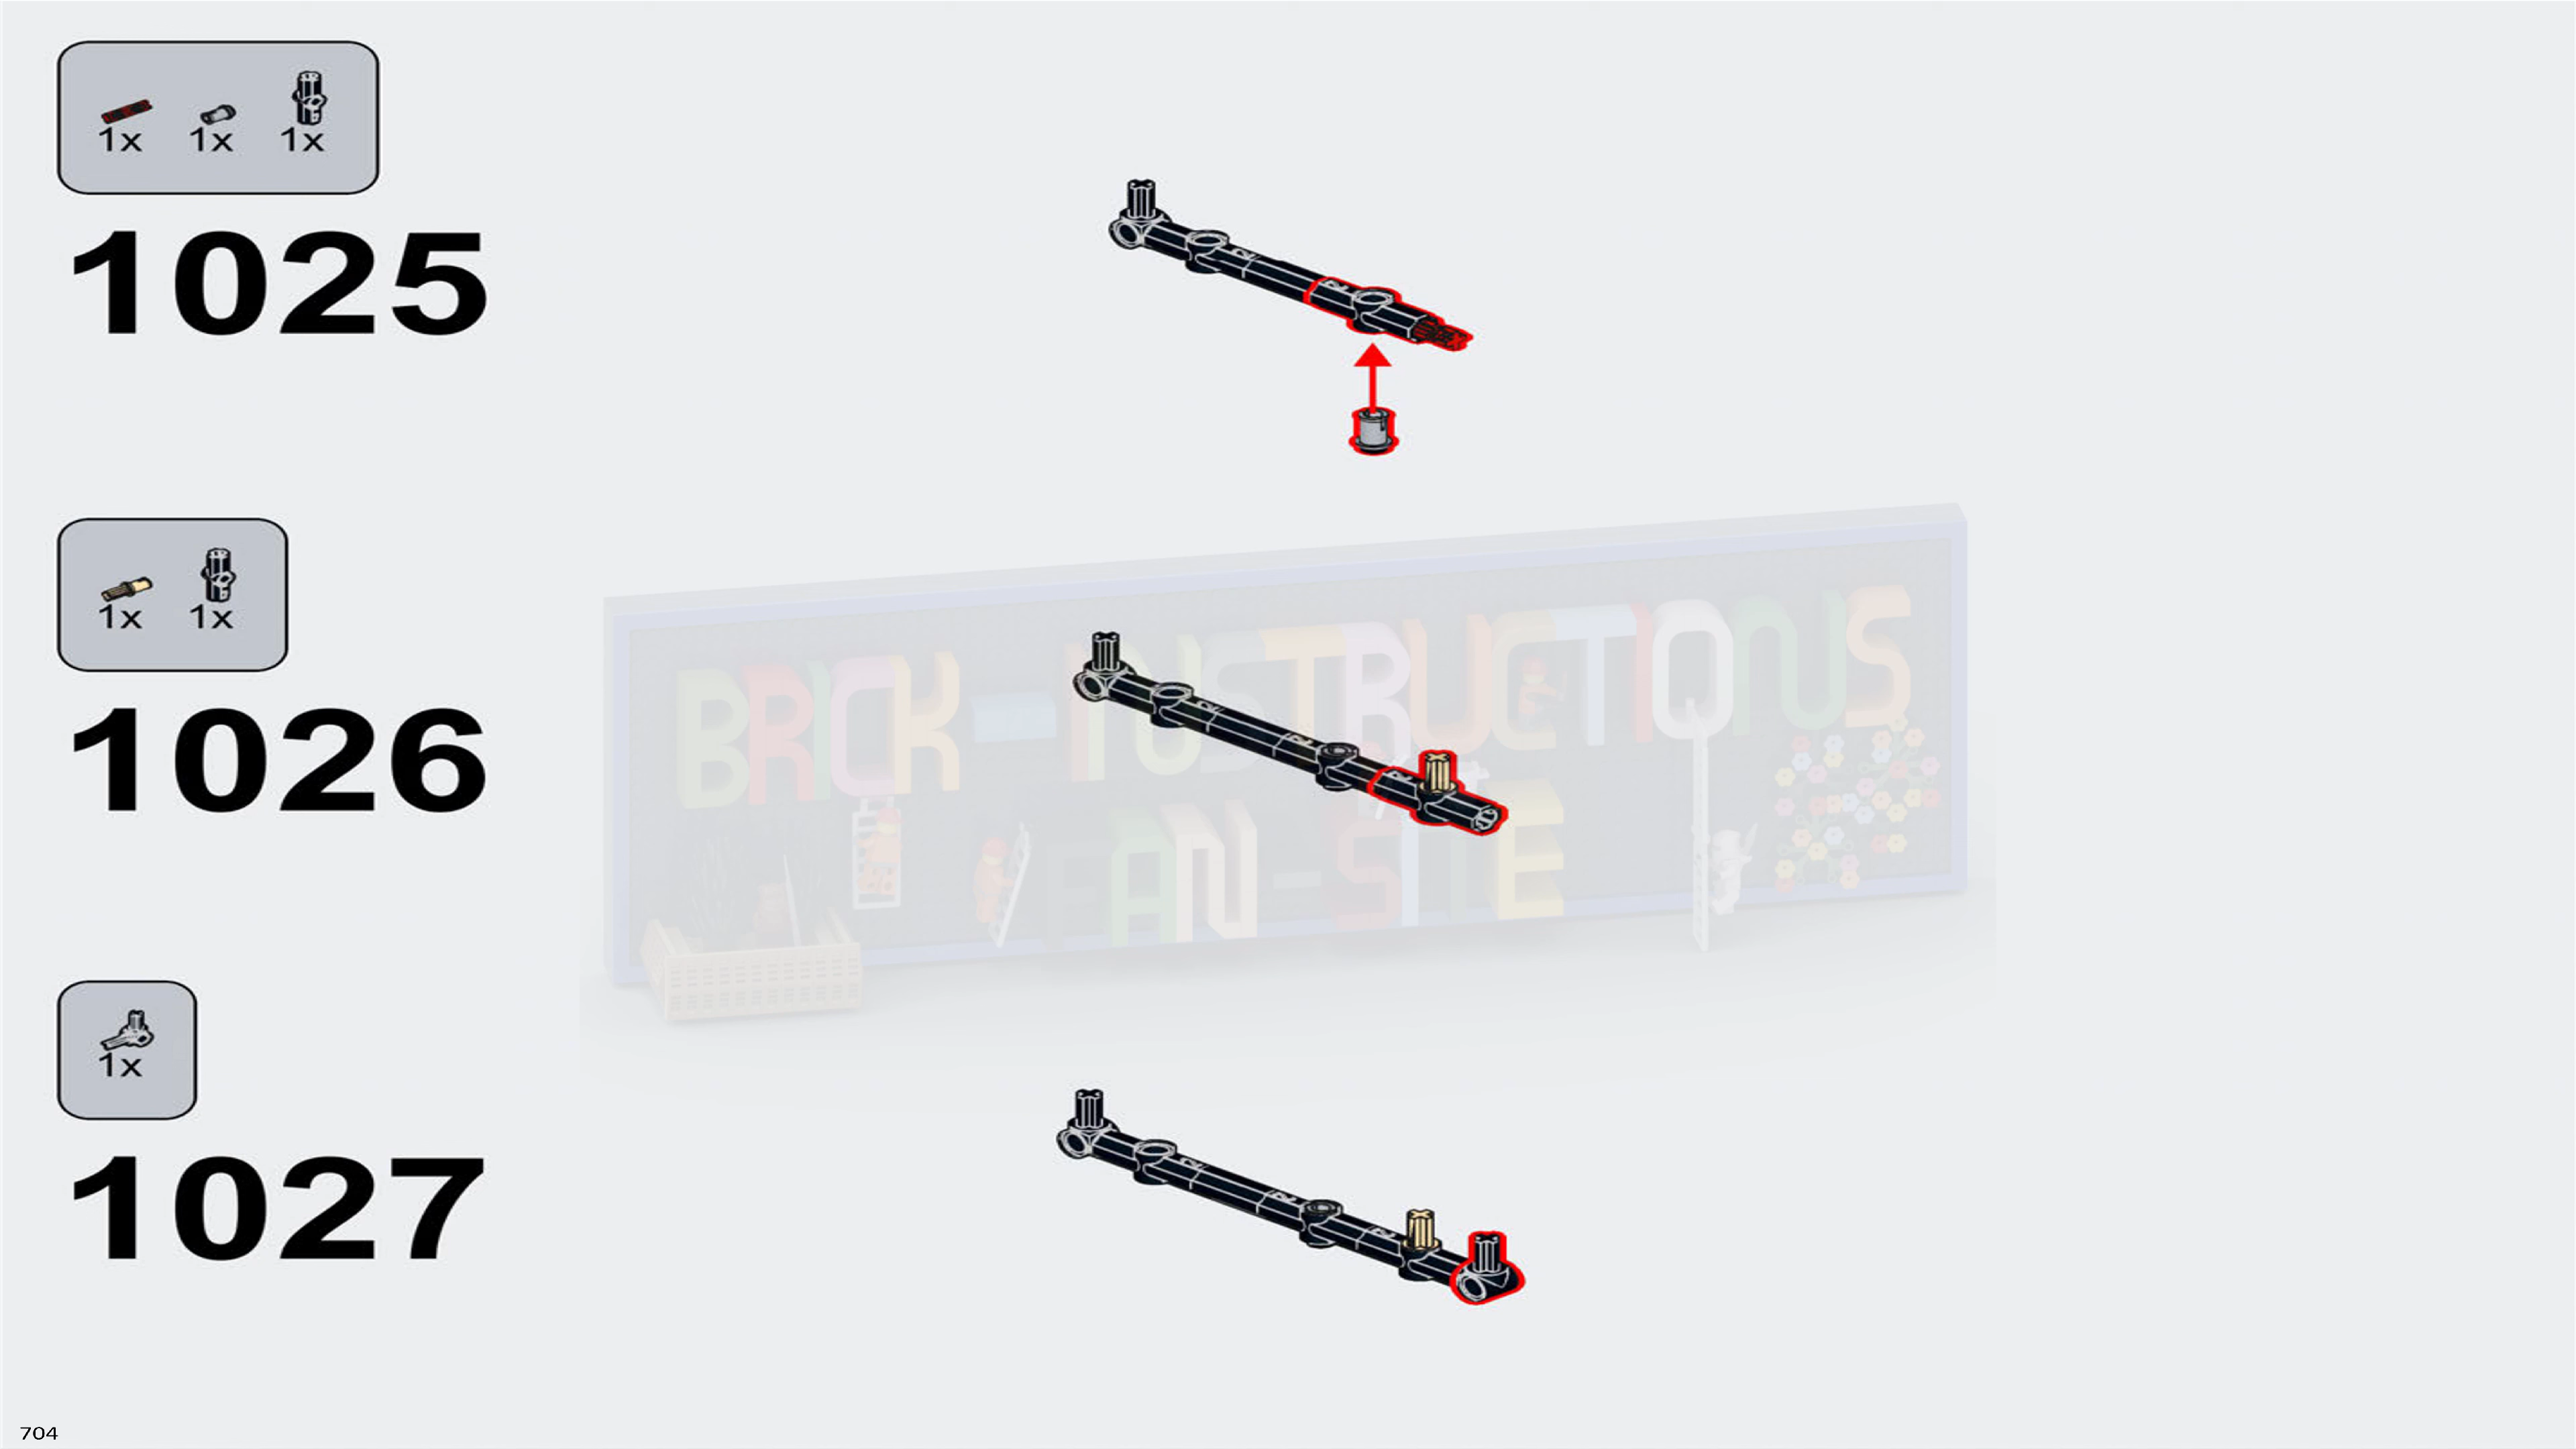 1x 1x 1x
1025
1x 1x
1026
1x
1027
BRICK-INSTRUCTIONS
FAN-SITE
704